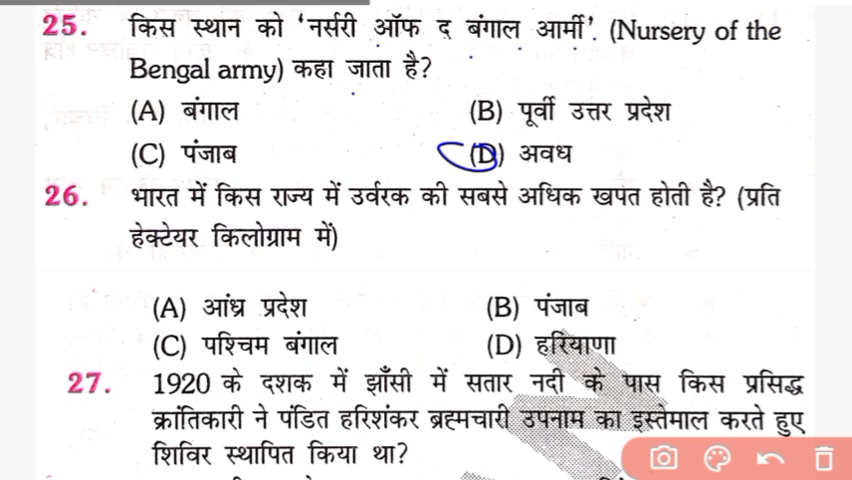 25. किस स्थान को 'नर्सरी ऑफ द बंगाल आर्मी'. (Nursery of the
Bengal army) कहा जाता है?
(A) बंगाल (B) पूर्वी उत्तर प्रदेश
(C) पंजाब (D) अवध
26. भारत में किस राज्य में उर्वरक की सबसे अधिक खपत होती है? (प्रति
हेक्टेयर किलोग्राम में)
(A) आंध्र प्रदेश (B) पंजाब
(C) पश्चिम बंगाल (D) हरियाणा
27. 1920 के दशक में झाँसी में सतार नदी के पास किस प्रसिद्ध
क्रांतिकारी ने पंडित हरिशंकर ब्रह्मचारी उपनाम का इस्तेमाल करते हुए
शिविर स्थापित किया था?